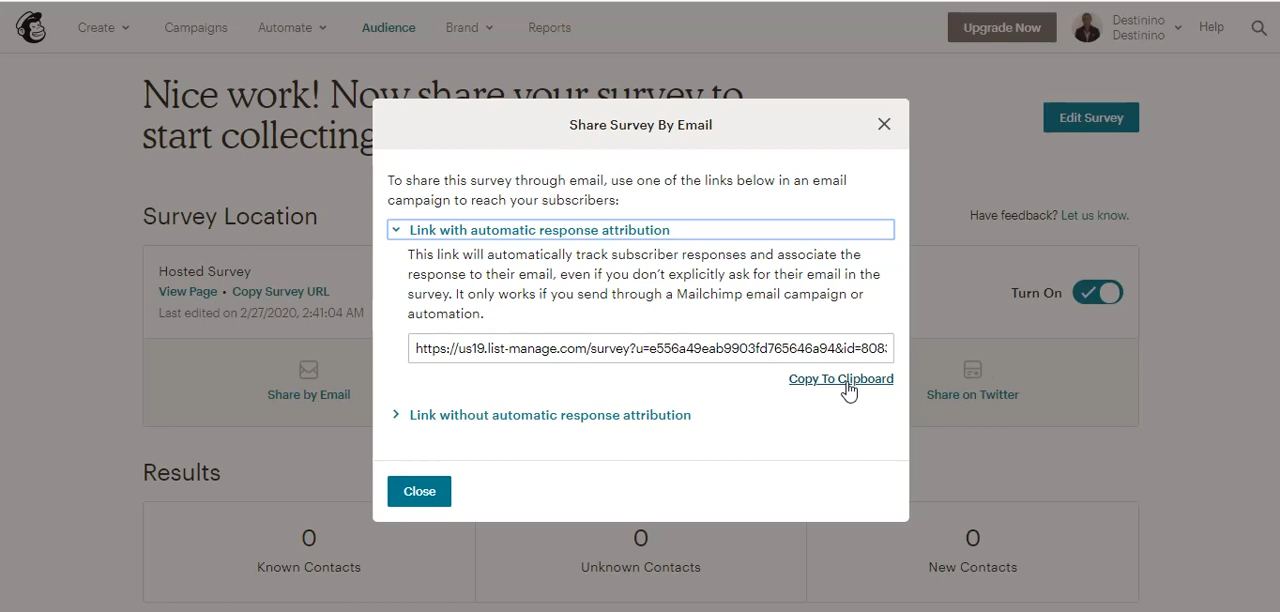 Create
Campaigns
Automate
Audience
Brand
Reports
Upgrade Now
Destinino
Destinino
Help
Nice work! Now share your survey to
start collecting
Edit Survey
Share Survey By Email
To share this survey through email, use one of the links below in an email
campaign to reach your subscribers:
Survey Location
Have feedback? Let us know.
Link with automatic response attribution
This link will automatically track subscriber responses and associate the
response to their email, even if you don't explicitly ask for their email in the
survey. It only works if you send through a Mailchimp email campaign or
automation.
Hosted Survey
View Page • Copy Survey URL
Last edited on 2/27/2020, 2:41:04 AM
Turn On
https://us19.list-manage.com/survey?u=e556a49eab9903fd765646a94&id=808
Copy To Clipboard
Share by Email
Share on Twitter
Link without automatic response attribution
Results
Close
0
Known Contacts
0
Unknown Contacts
0
New Contacts